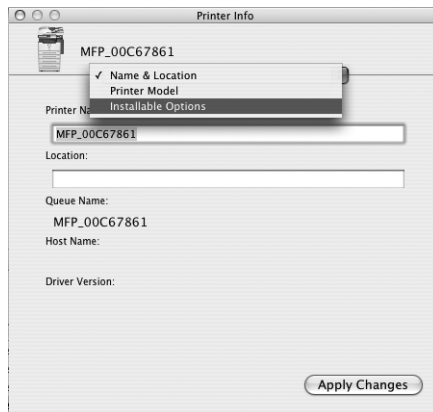 Printer Info
MFP_00C67861
✓ Name & Location
Printer Model
Installable Options
Printer Na
MFP_00C67861
Location:
Queue Name:
MFP_00C67861
Host Name:
Driver Version:
Apply Changes